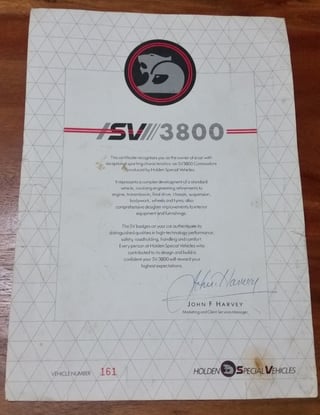 /SV///3800
This certificate recognises you as the owner of a car with
exceptional sporting characteristics: an SV3800 Commodore
produced by Holden Special Vehicles.
It represents a complex development of a standard
vehicle, involving engineering refinements to
engine, transmission, final drive, chassis, suspension,
bodywork, wheels and tyres; also
comprehensive designer improvements to interior
equipment and furnishings.
The SV badges on your car authenticate its
distinguished qualities in high-technology performance,
safety, roadholding, handling and comfort.
Every person at Holden Special Vehicles who
contributed to its design and build is
confident your SV3800 will reward your
highest expectations.
John Harvey
JOHN F HARVEY
Marketing and Client Services Manager
VEHICLE NUMBER 161
HOLDEN SPECIAL VEHICLES